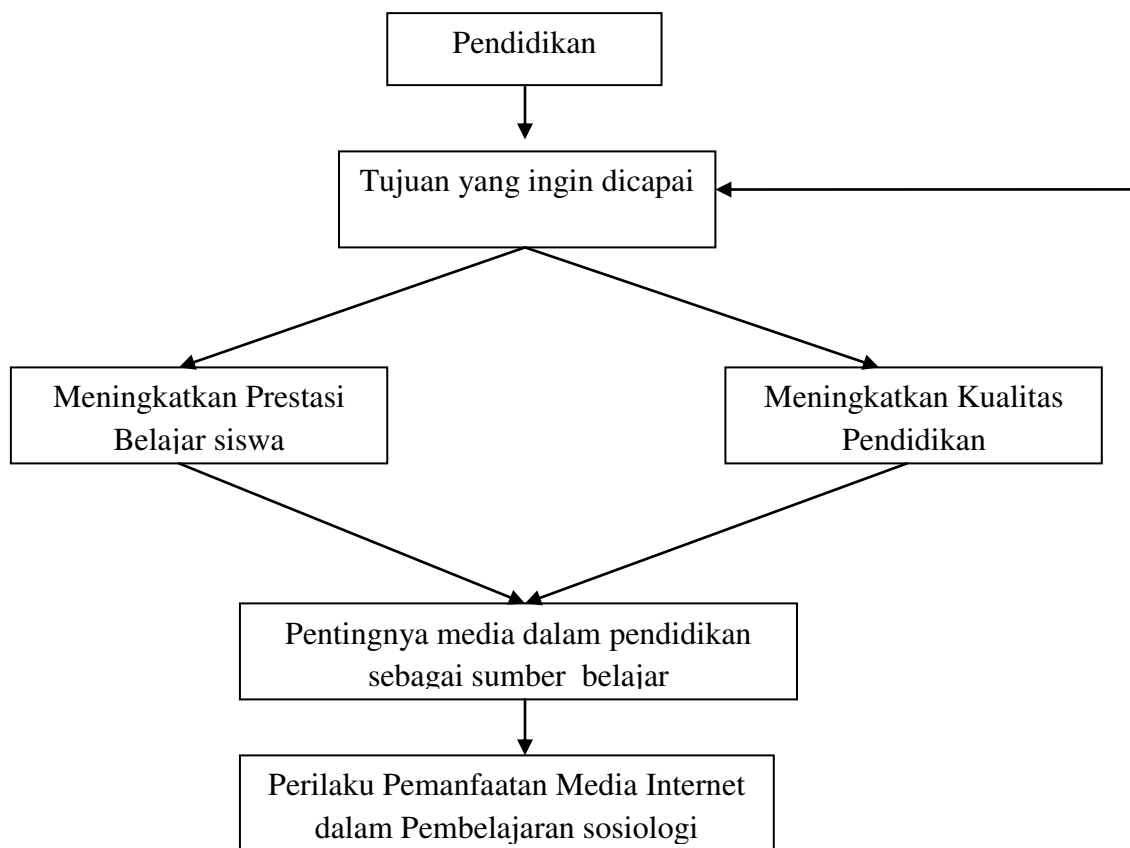 Pendidikan
Tujuan yang ingin dicapai
Meningkatkan Prestasi
Belajar siswa
Meningkatkan Kualitas
Pendidikan
Pentingnya media dalam pendidikan
sebagai sumber belajar
Perilaku Pemanfaatan Media Internet
dalam Pembelajaran sosiologi